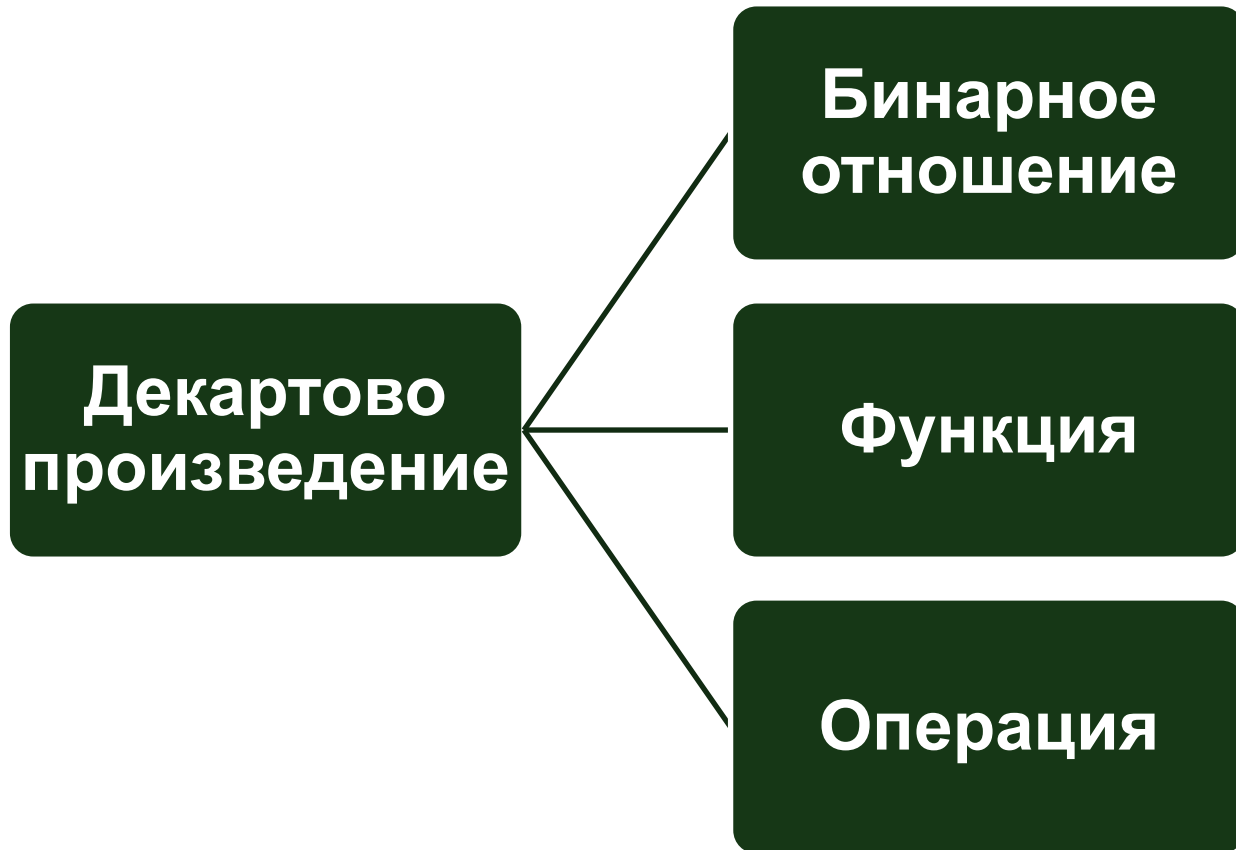 Бинарное
отношение
Декартово
произведение
Функция
Операция